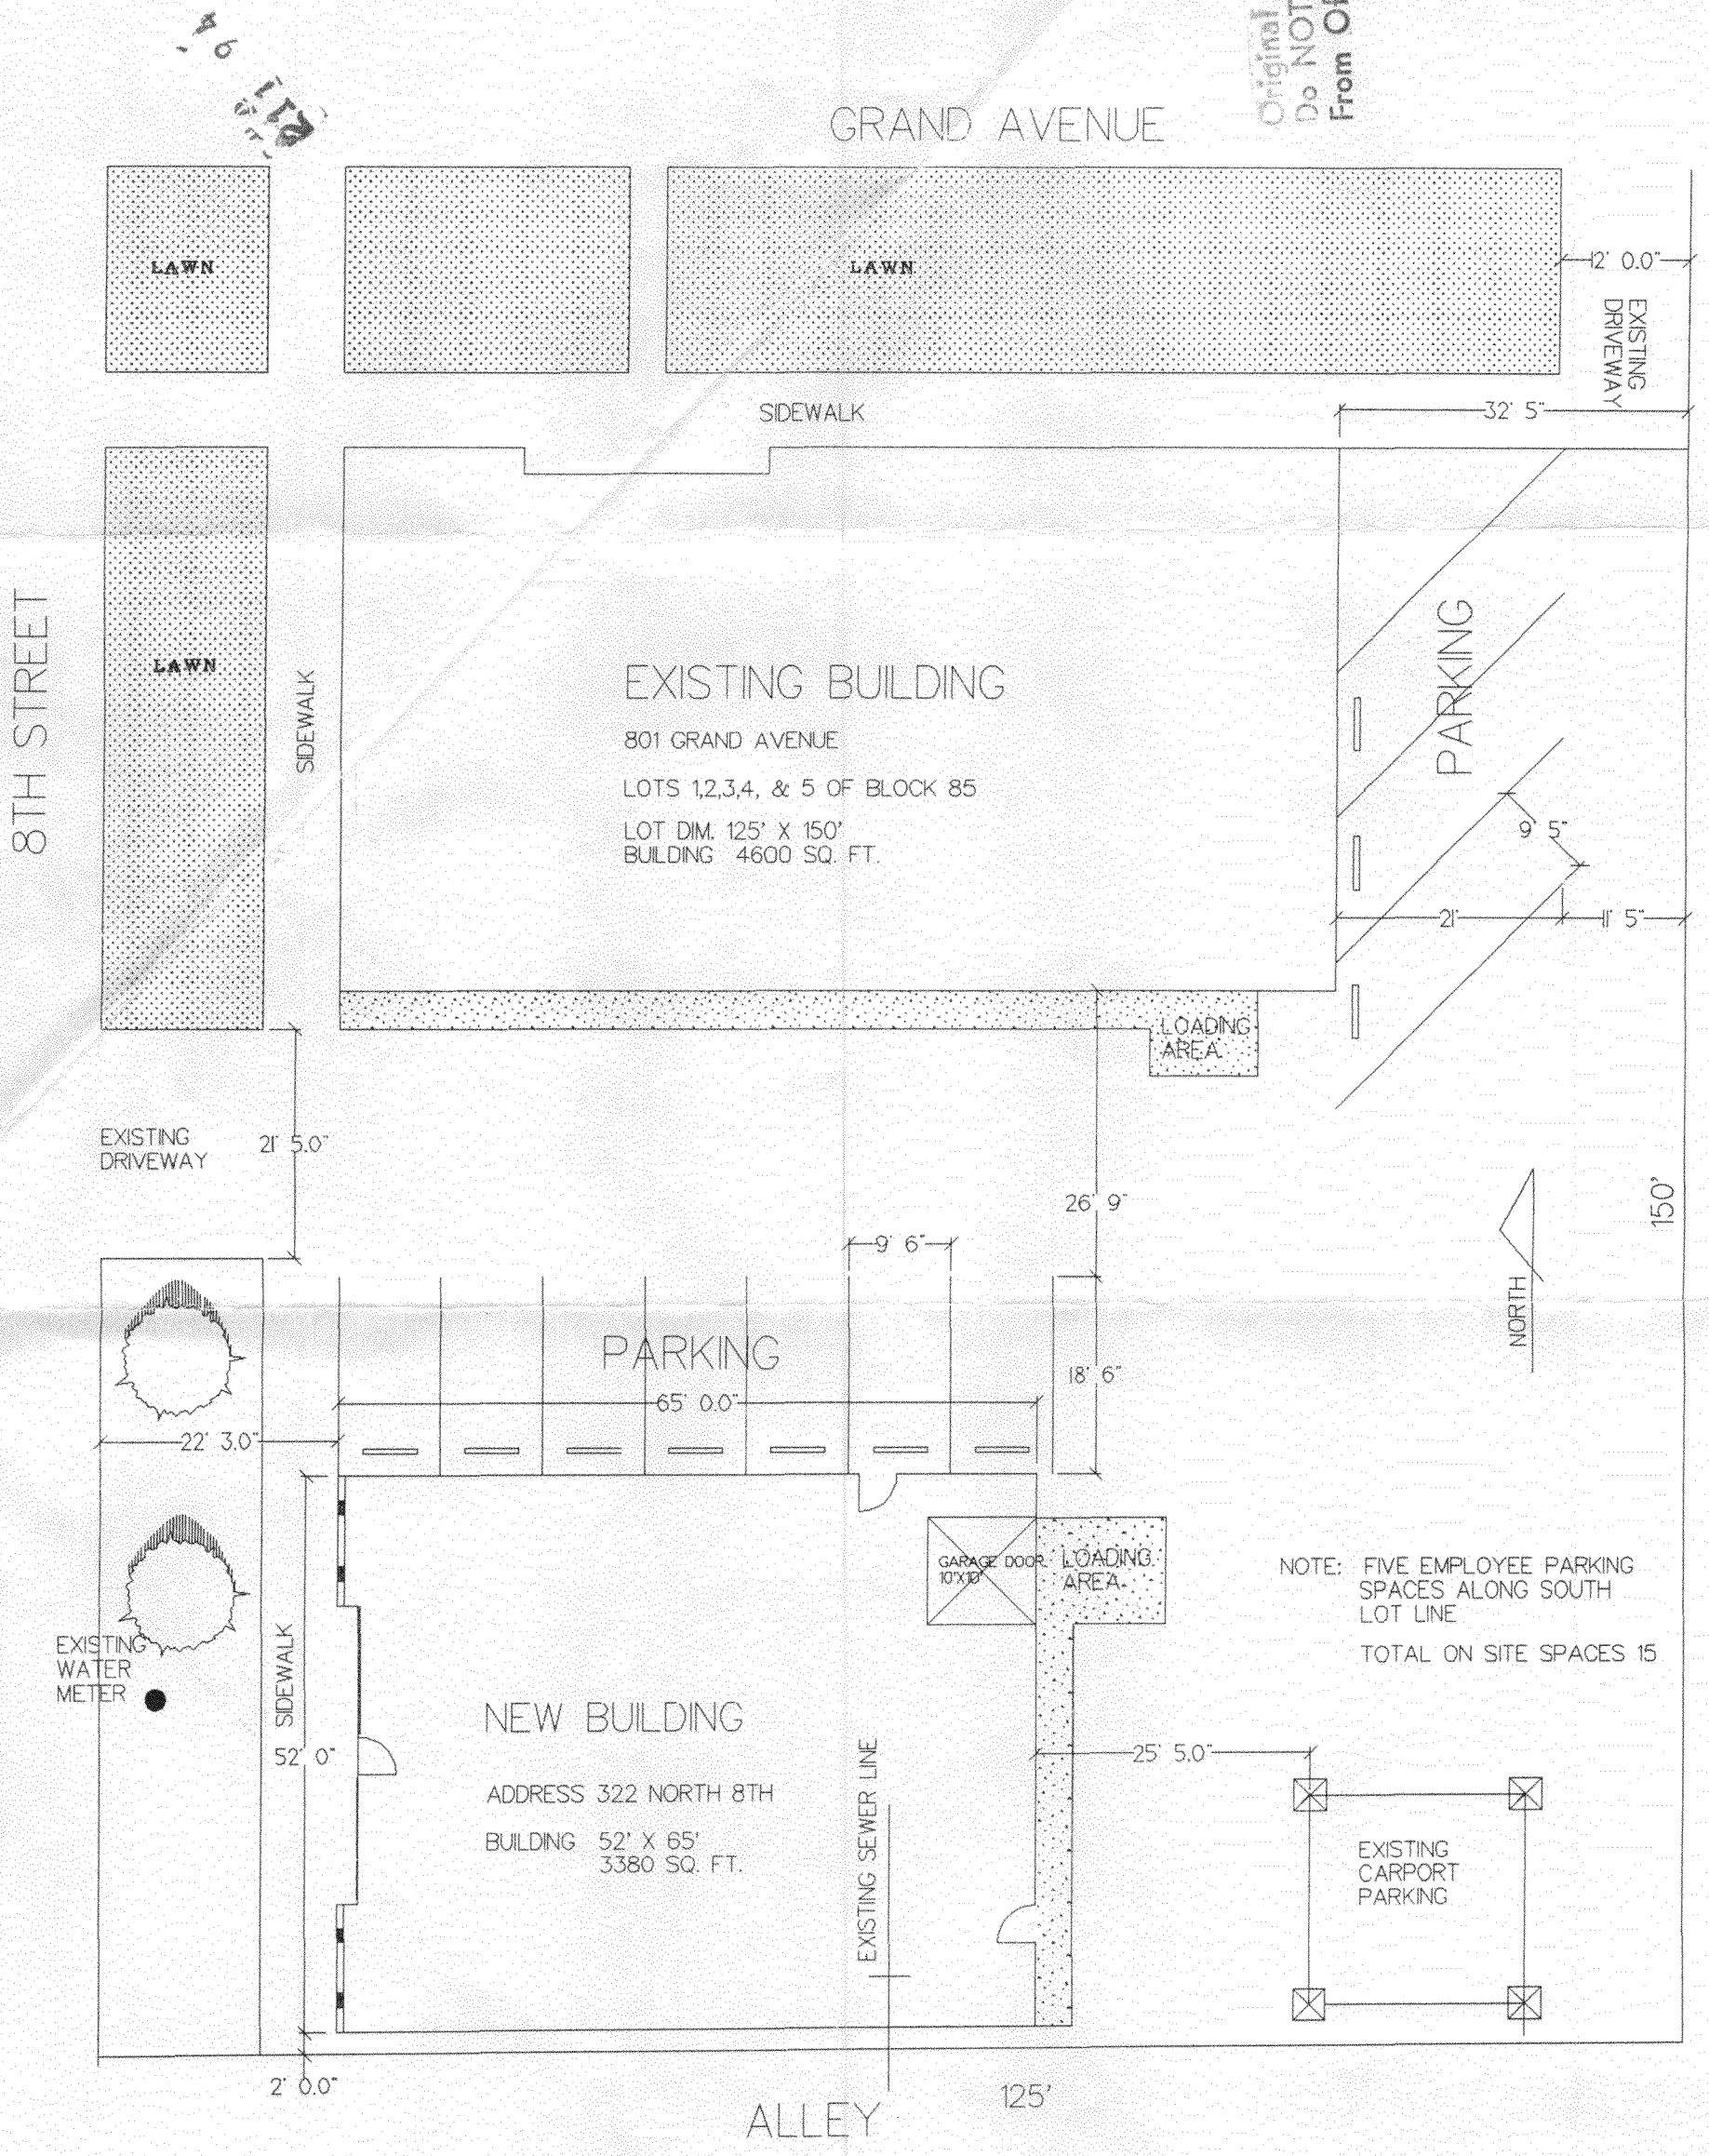 Original
Do NOT
From Of
GRAND AVENUE
LAWN
LAWN
12' 0.0"
EXISTING
DRIVEWAY
SIDEWALK
32' 5"
8TH STREET
LAWN
SIDEWALK
EXISTING BUILDING
801 GRAND AVENUE
LOTS 1,2,3,4, & 5 OF BLOCK 85
LOT DIM. 125' X 150'
BUILDING 4600 SQ. FT.
PARKING
9' 5"
21'
11' 5"
LOADING
AREA
EXISTING
DRIVEWAY
21' 5.0"
26' 9"
150'
9' 6"
NORTH
PARKING
18' 6"
65' 0.0"
22' 3.0"
GARAGE DOOR
10'X10'
LOADING
AREA
NOTE: FIVE EMPLOYEE PARKING
SPACES ALONG SOUTH
LOT LINE
TOTAL ON SITE SPACES 15
EXISTING
WATER
METER
SIDEWALK
52' 0"
NEW BUILDING
ADDRESS 322 NORTH 8TH
BUILDING 52' X 65'
3380 SQ. FT.
EXISTING SEWER LINE
25' 5.0"
EXISTING
CARPORT
PARKING
2' 0.0"
125'
ALLEY